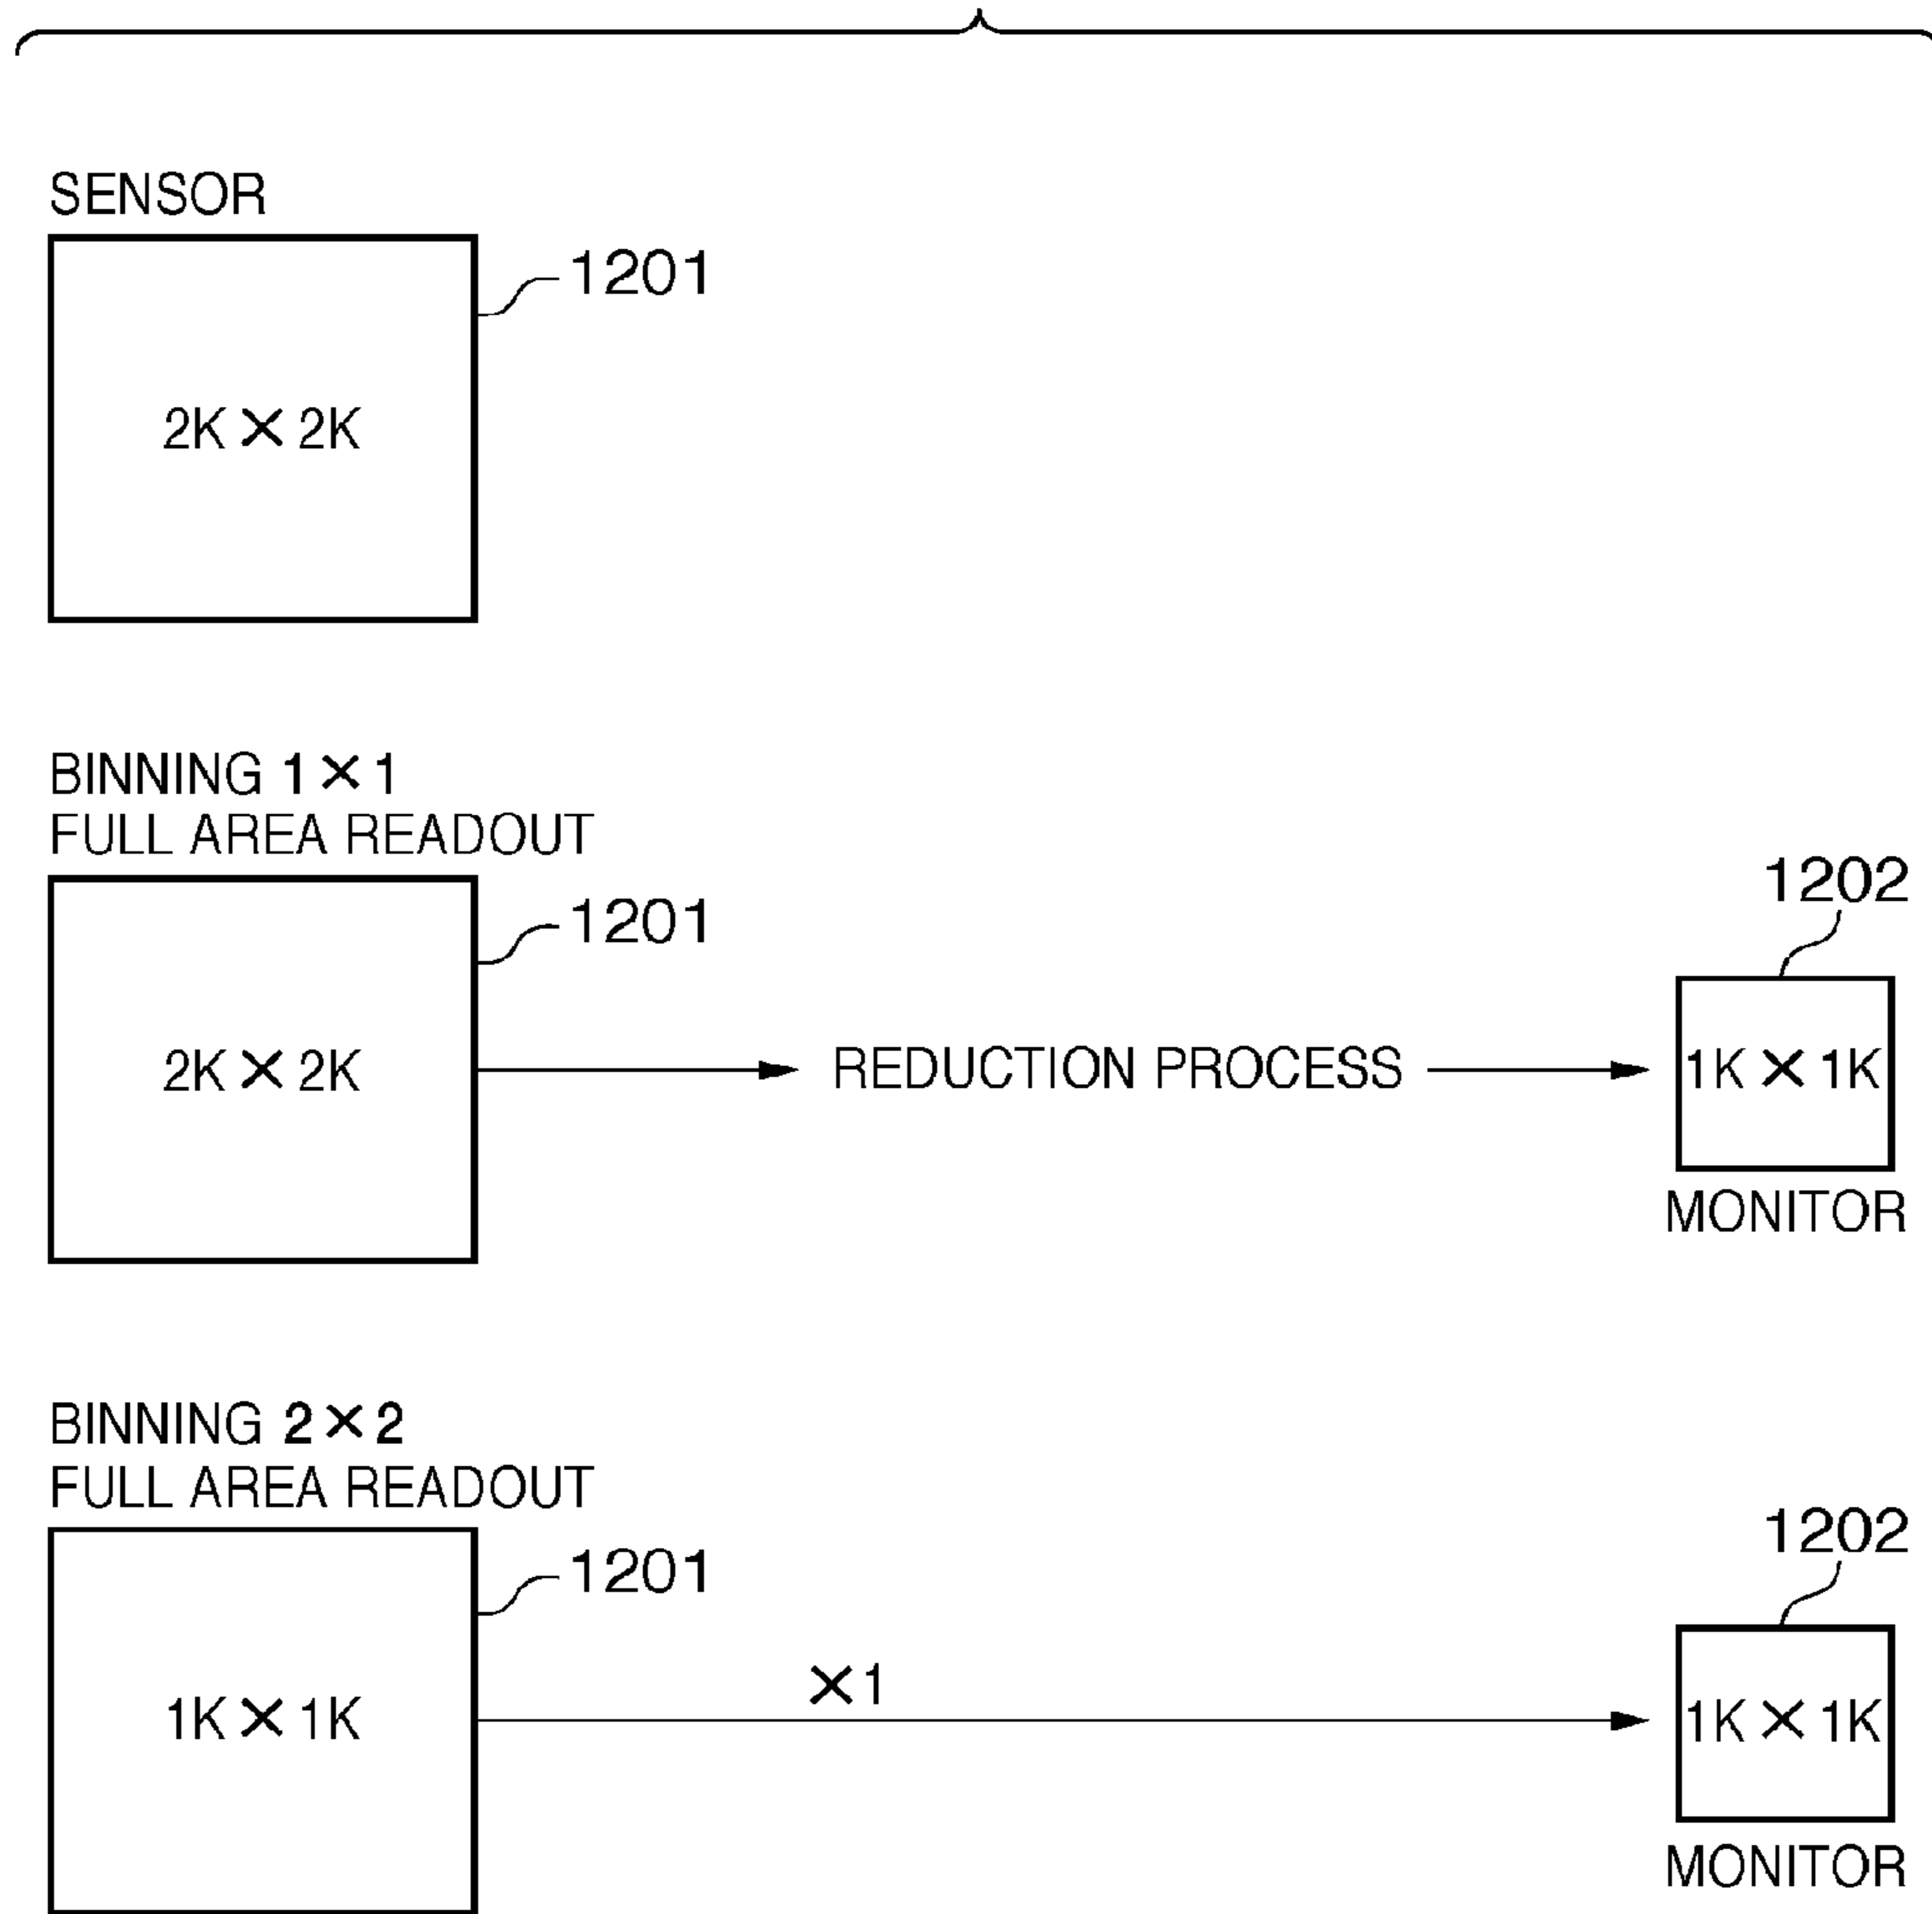 SENSOR
1201
2K × 2K
BINNING 1×1
FULL AREA READOUT
1201
1202
2K × 2K
REDUCTION PROCESS
1K × 1K
MONITOR
BINNING 2×2
FULL AREA READOUT
1201
1202
×1
1K × 1K
1K × 1K
MONITOR